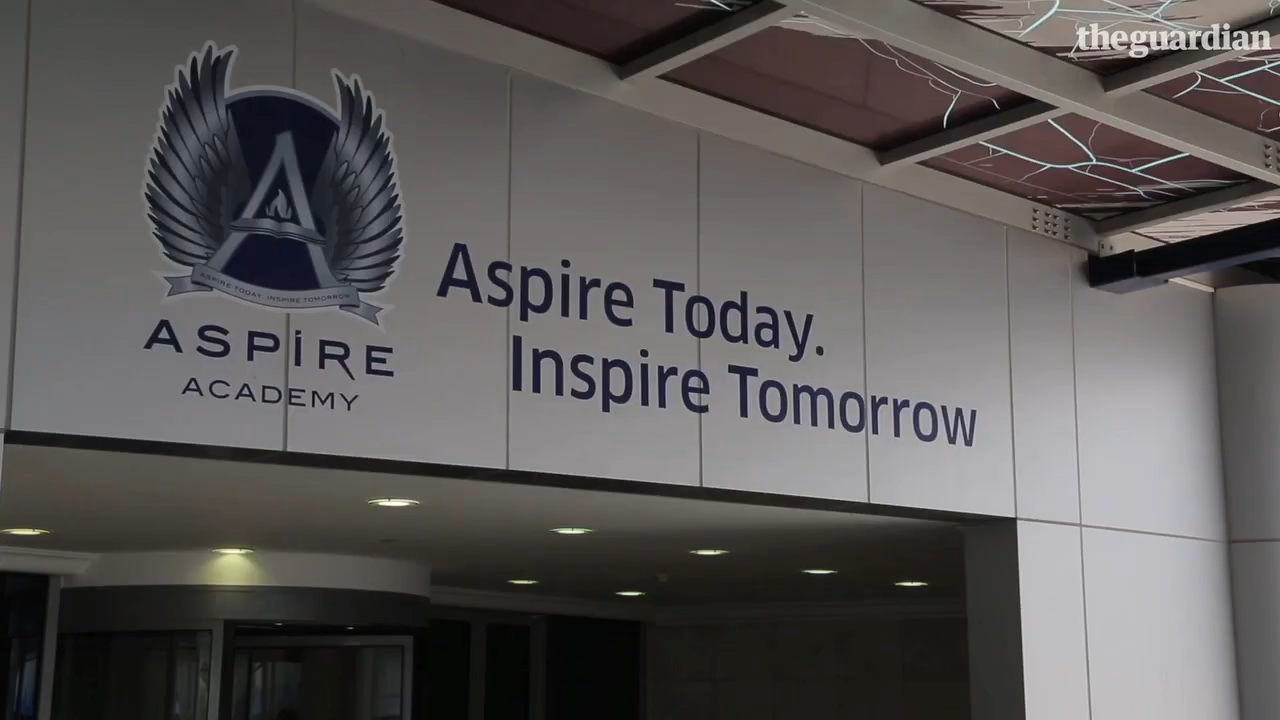 theguardian
ASPIRE TODAY. INSPIRE TOMORROW
ASPIRE
ACADEMY
Aspire Today.
Inspire Tomorrow